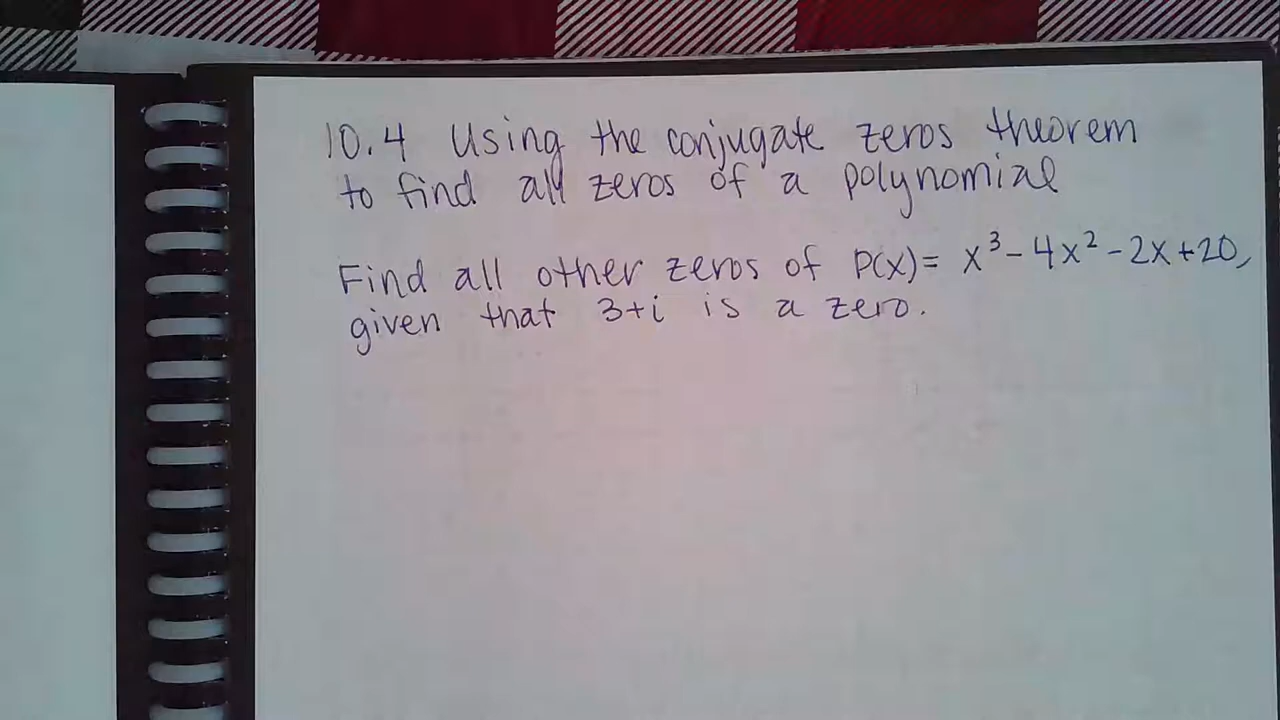 10.4 Using the conjugate zeros theorem
to find all zeros of a polynomial
Find all other zeros of P(x)= x³-4x²-2x+20,
given that 3+i is a zero.